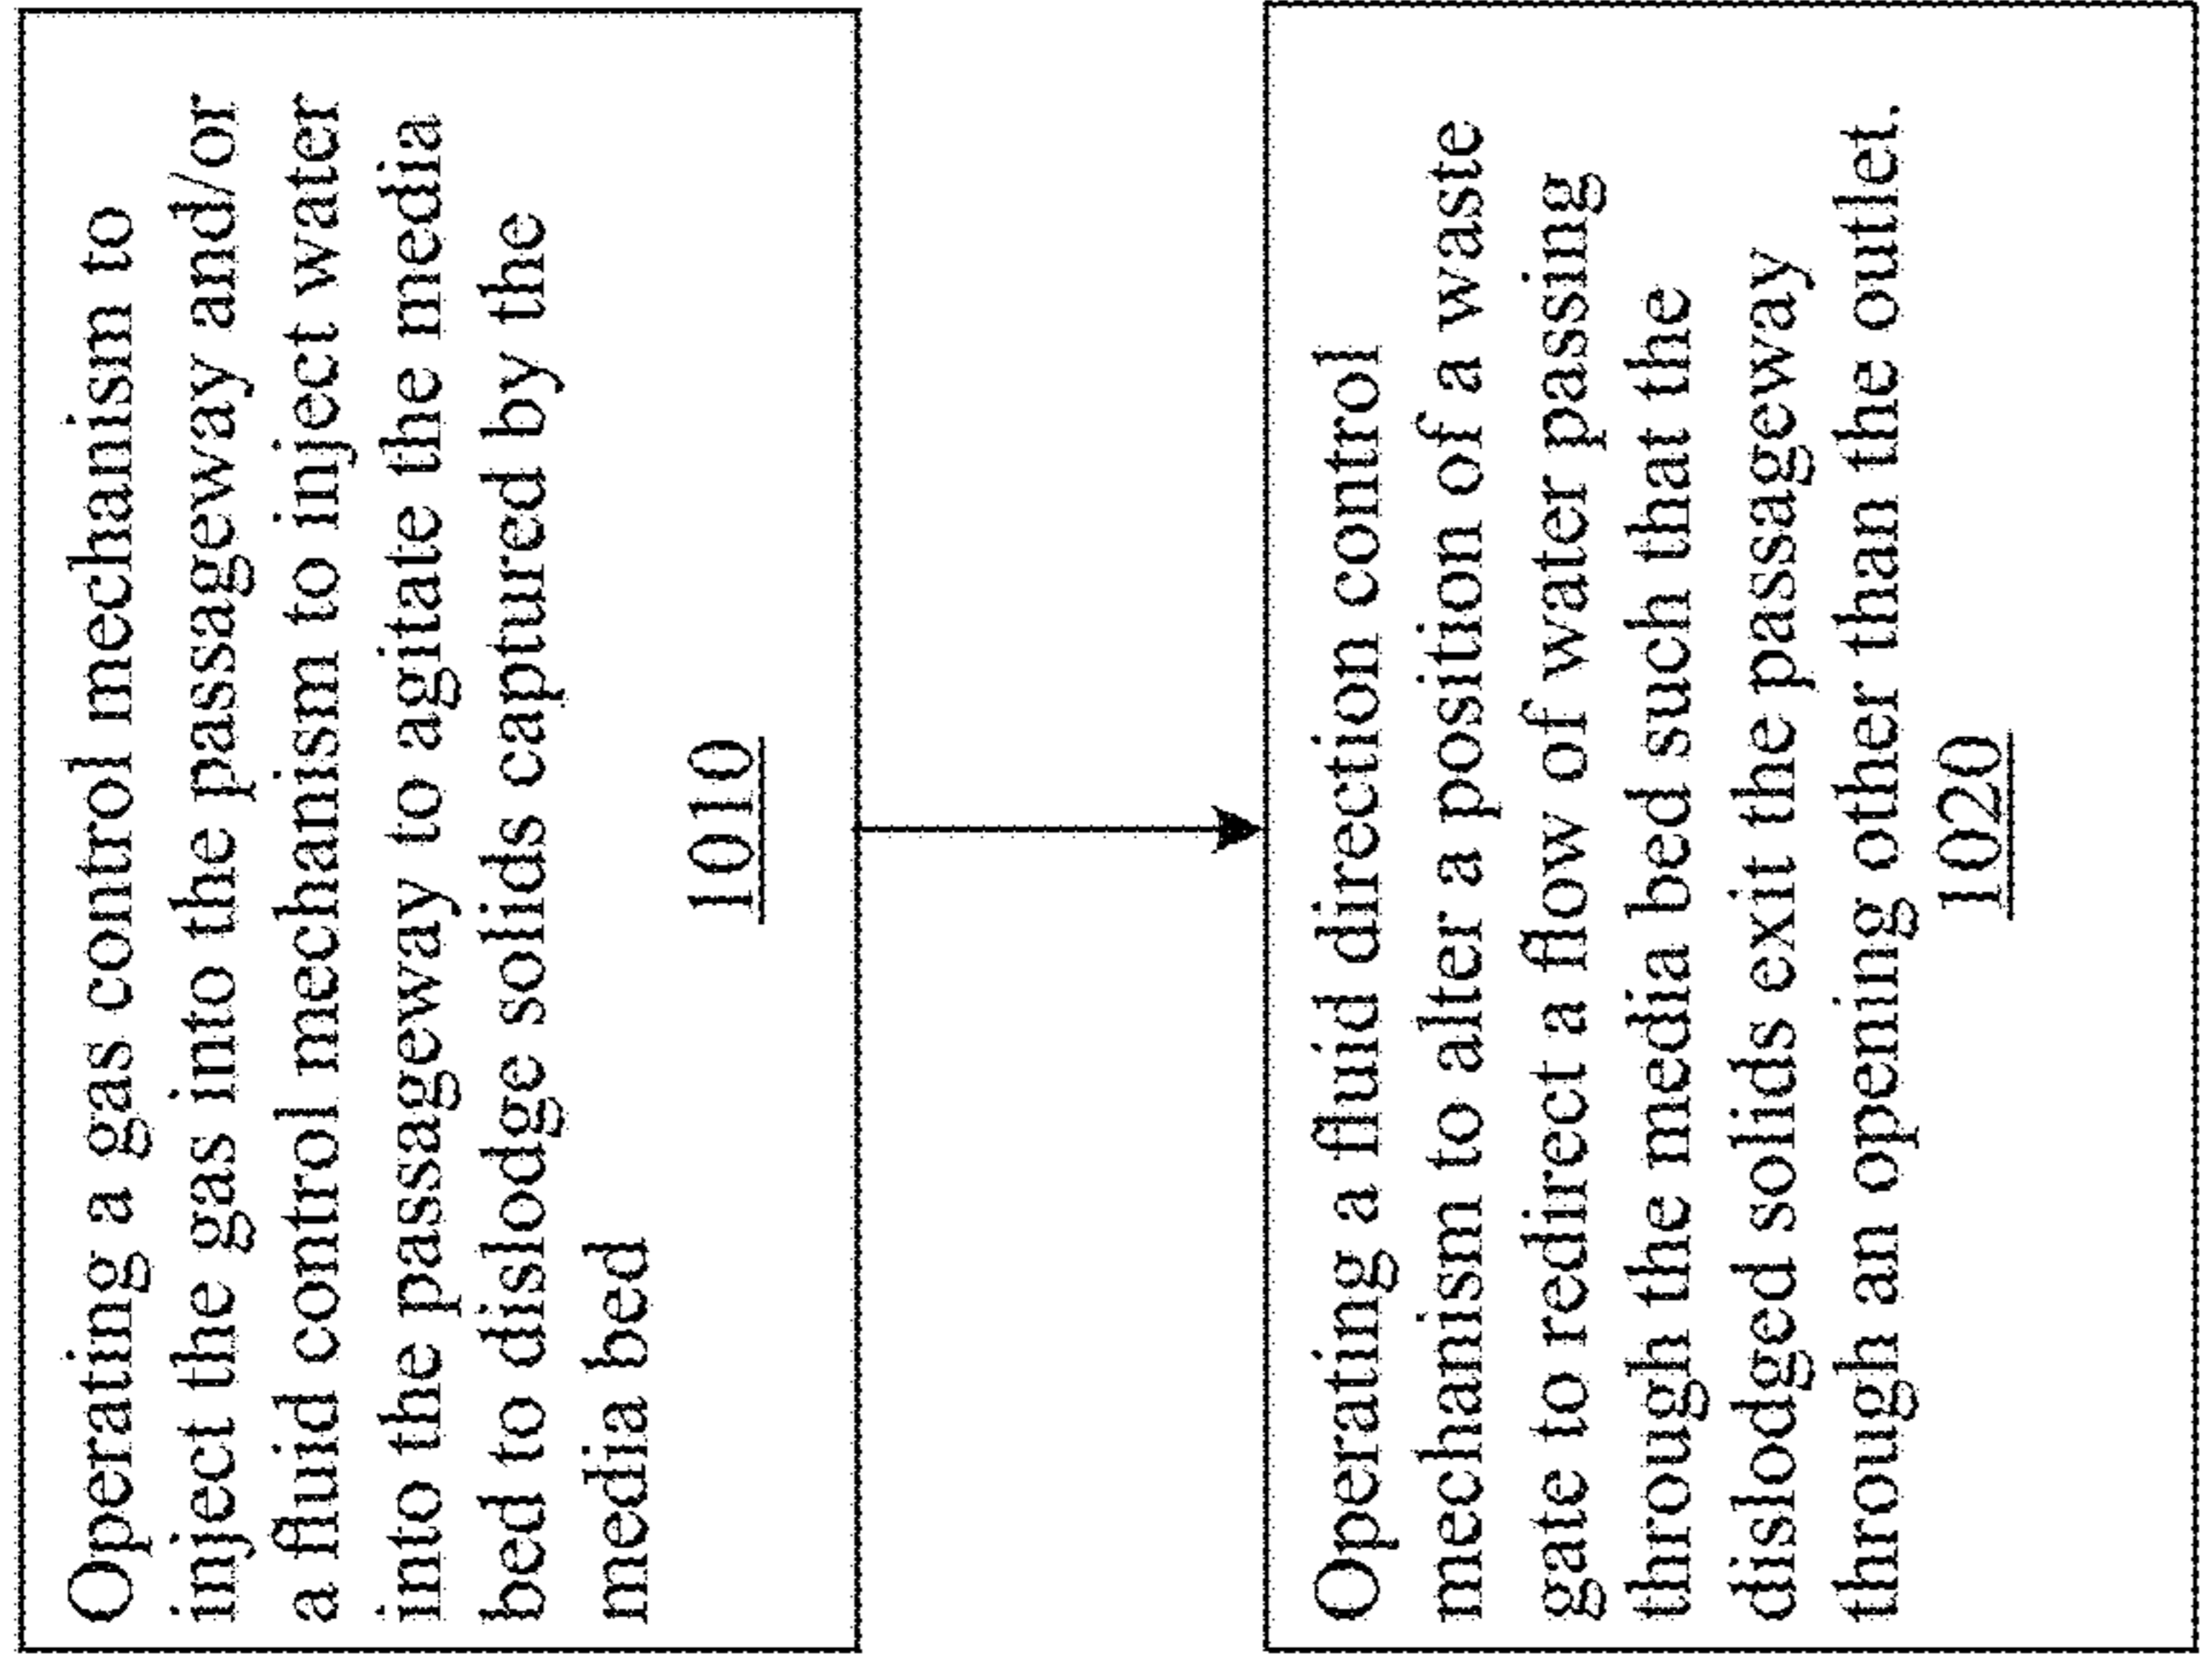 Operating a gas control mechanism to
inject the gas into the passageway and/or
a fluid control mechanism to inject water
into the passageway to agitate the media
bed to dislodge solids captured by the
media bed
1010
Operating a fluid direction control
mechanism to alter a position of a waste
gate to redirect a flow of water passing
through the media bed such that the
dislodged solids exit the passageway
through an opening other than the outlet.
1020